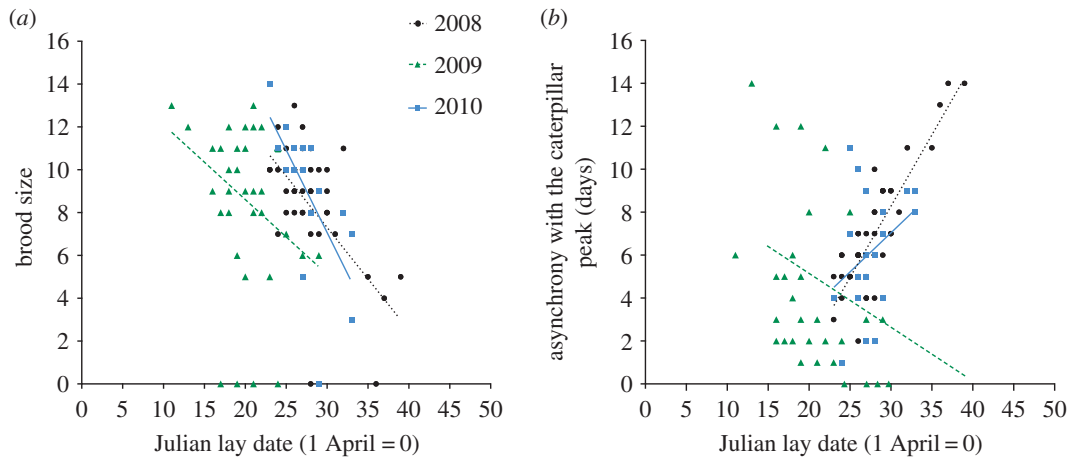 (a)
2008
2009
2010
16
14
12
10
8
6
4
2
0
brood size
0 5 10 15 20 25 30 35 40 45 50
Julian lay date (1 April = 0)
(b)
16
14
12
10
8
6
4
2
0
asynchrony with the caterpillar
peak (days)
0 5 10 15 20 25 30 35 40 45 50
Julian lay date (1 April = 0)